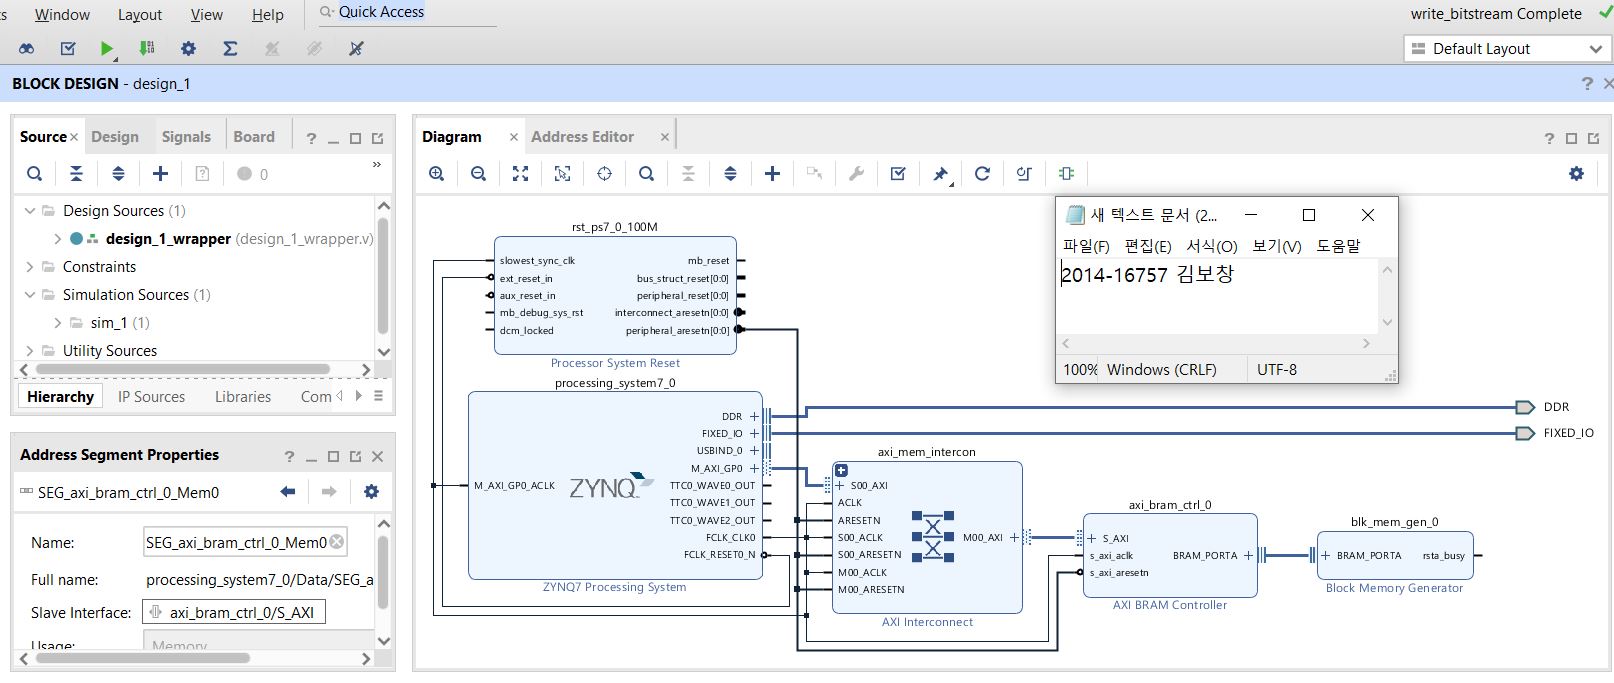 Window Layout View Help Quick Access write_bitstream Complete
Default Layout
BLOCK DESIGN - design_1
Source Design Signals Board
0
Design Sources (1)
design_1_wrapper (design_1_wrapper.v)
Constraints
Simulation Sources (1)
sim_1 (1)
Utility Sources
Hierarchy IP Sources Libraries Com
Address Segment Properties
SEG_axi_bram_ctrl_0_Mem0
Name: SEG_axi_bram_ctrl_0_Mem0
Full name: processing_system7_0/Data/SEG_a
Slave Interface: axi_bram_ctrl_0/S_AXI
Usage: Memory
Diagram Address Editor
rst_ps7_0_100M
slowest_sync_clk mb_reset
ext_reset_in bus_struct_reset[0:0]
aux_reset_in peripheral_reset[0:0]
mb_debug_sys_rst interconnect_aresetn[0:0]
dcm_locked peripheral_aresetn[0:0]
Processor System Reset
processing_system7_0
DDR
FIXED_IO
USBIND_0
M_AXI_GP0
M_AXI_GP0_ACLK ZYNQ TTC0_WAVE0_OUT
TTC0_WAVE1_OUT
TTC0_WAVE2_OUT
FCLK_CLK0
FCLK_RESET0_N
ZYNQ7 Processing System
axi_mem_intercon
S00_AXI
ACLK
ARESETN
S00_ACLK M00_AXI
S00_ARESETN
M00_ACLK
M00_ARESETN
AXI Interconnect
axi_bram_ctrl_0
S_AXI
s_axi_aclk BRAM_PORTA
s_axi_aresetn
AXI BRAM Controller
blk_mem_gen_0
BRAM_PORTA rsta_busy
Block Memory Generator
DDR
FIXED_IO
새 텍스트 문서 (2...
파일(F) 편집(E) 서식(O) 보기(V) 도움말
2014-16757 김보창
100% Windows (CRLF) UTF-8